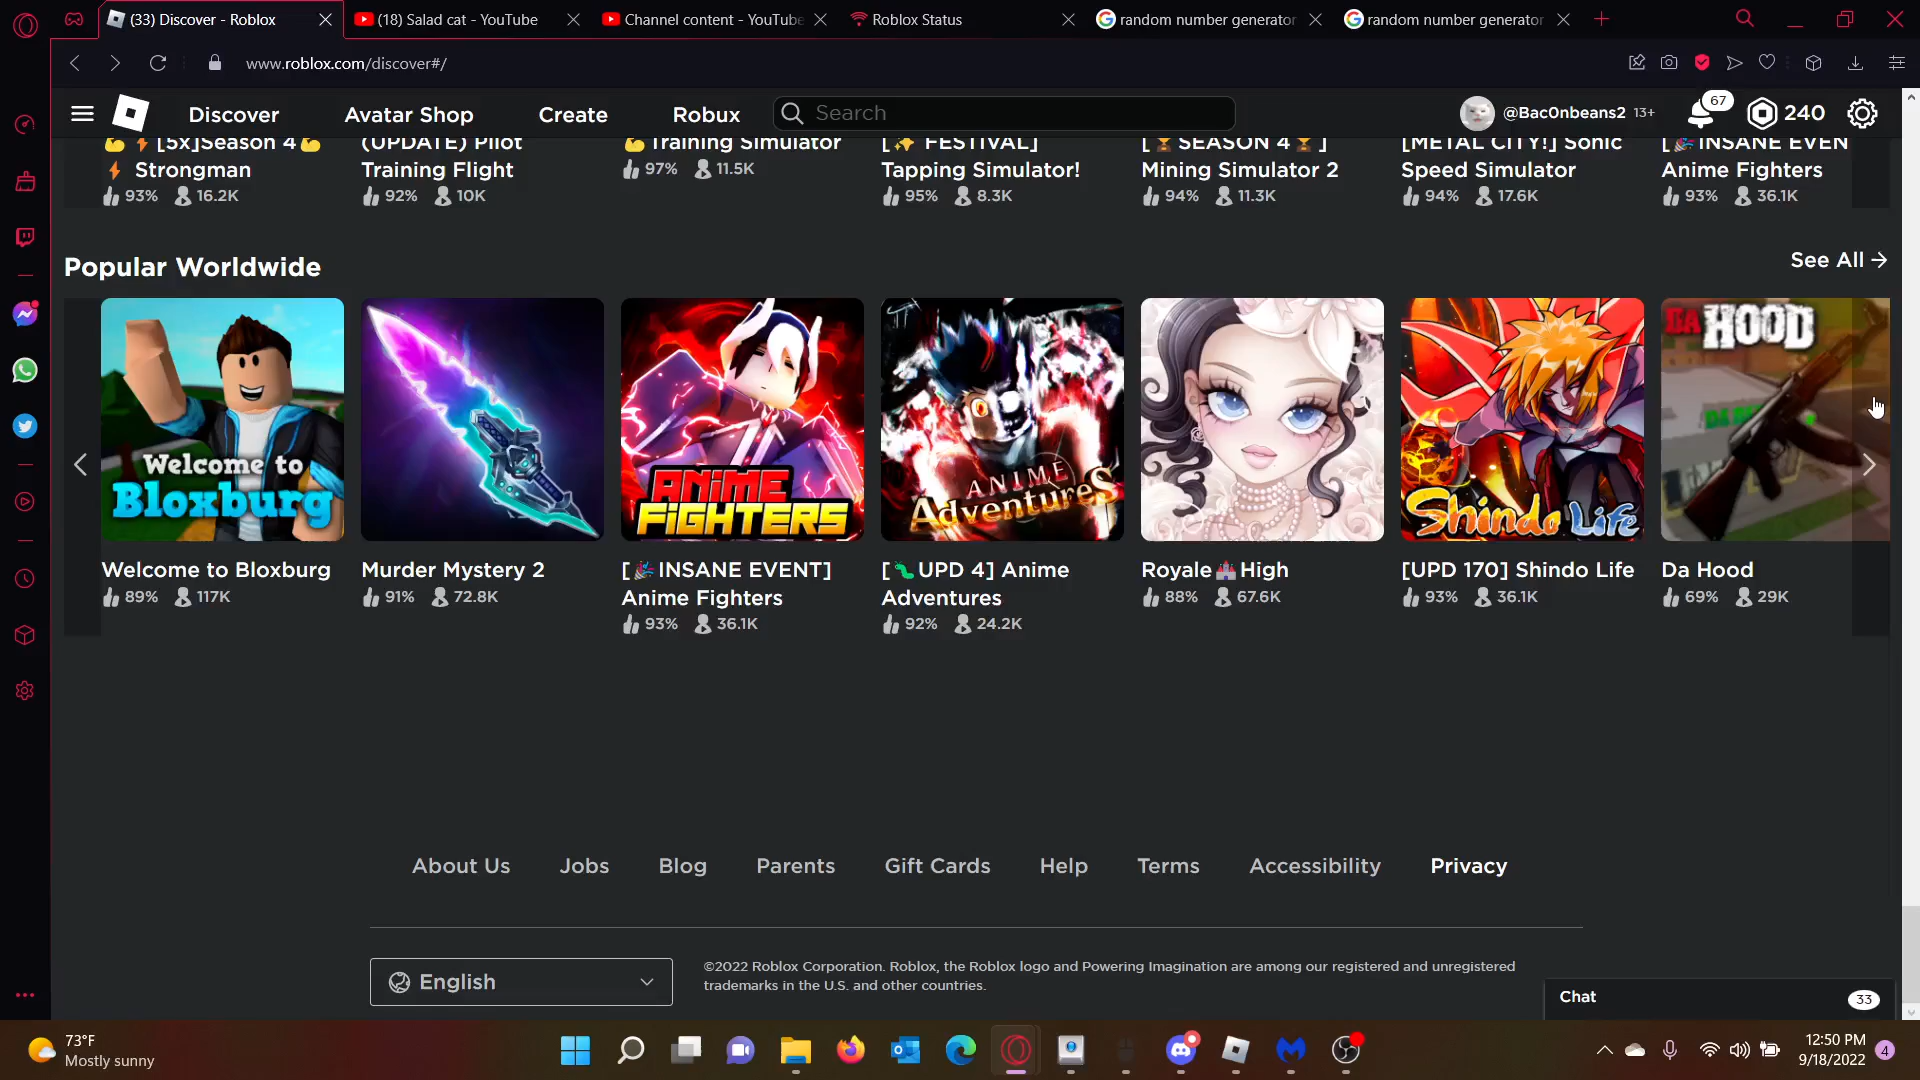 (33) Discover - Roblox
(18) Salad cat - YouTube
Channel content - YouTube
Roblox Status
random number generator
random number generator
www.roblox.com/discover#/
Discover
Avatar Shop
Create
Robux
Search
@Bac0nbeans2 13+
67
240
💪⚡[5x]Season 4💪
⚡ Strongman
93% 16.2K
(UPDATE) Pilot
Training Flight
92% 10K
💪Training Simulator
97% 11.5K
[✨ FESTIVAL]
Tapping Simulator!
95% 8.3K
[⏳SEASON 4⏳]
Mining Simulator 2
94% 11.3K
[METAL CITY!] Sonic
Speed Simulator
94% 17.6K
[🎉INSANE EVEN
Anime Fighters
93% 36.1K
Popular Worldwide
See All →
Welcome to
Bloxburg
ANIME
FIGHTERS
ANIME
AdventureS
Shindo Life
DA HOOD
Welcome to Bloxburg
89% 117K
Murder Mystery 2
91% 72.8K
[🎉INSANE EVENT]
Anime Fighters
93% 36.1K
[🐛UPD 4] Anime
Adventures
92% 24.2K
Royale🏰High
88% 67.6K
[UPD 170] Shindo Life
93% 36.1K
Da Hood
69% 29K
About Us
Jobs
Blog
Parents
Gift Cards
Help
Terms
Accessibility
Privacy
English
©2022 Roblox Corporation. Roblox, the Roblox logo and Powering Imagination are among our registered and unregistered
trademarks in the U.S. and other countries.
Chat
33
73°F
Mostly sunny
12:50 PM
9/18/2022
4